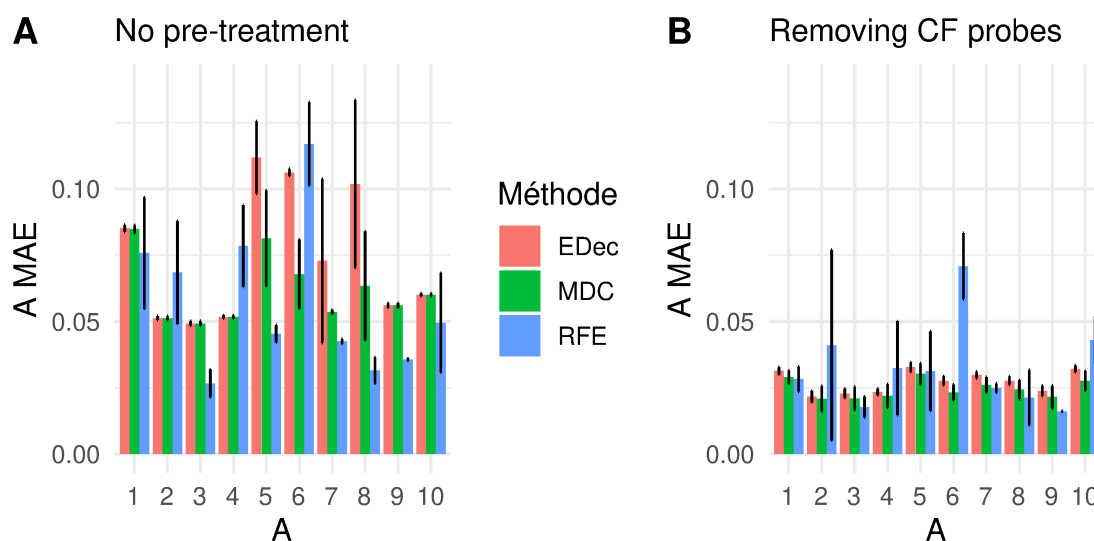 A No pre-treatment
A MAE
0.10
0.05
0.00
1 2 3 4 5 6 7 8 9 10
A
Méthode
EDec
MDC
RFE
B Removing CF probes
A MAE
0.10
0.05
0.00
1 2 3 4 5 6 7 8 9 10
A